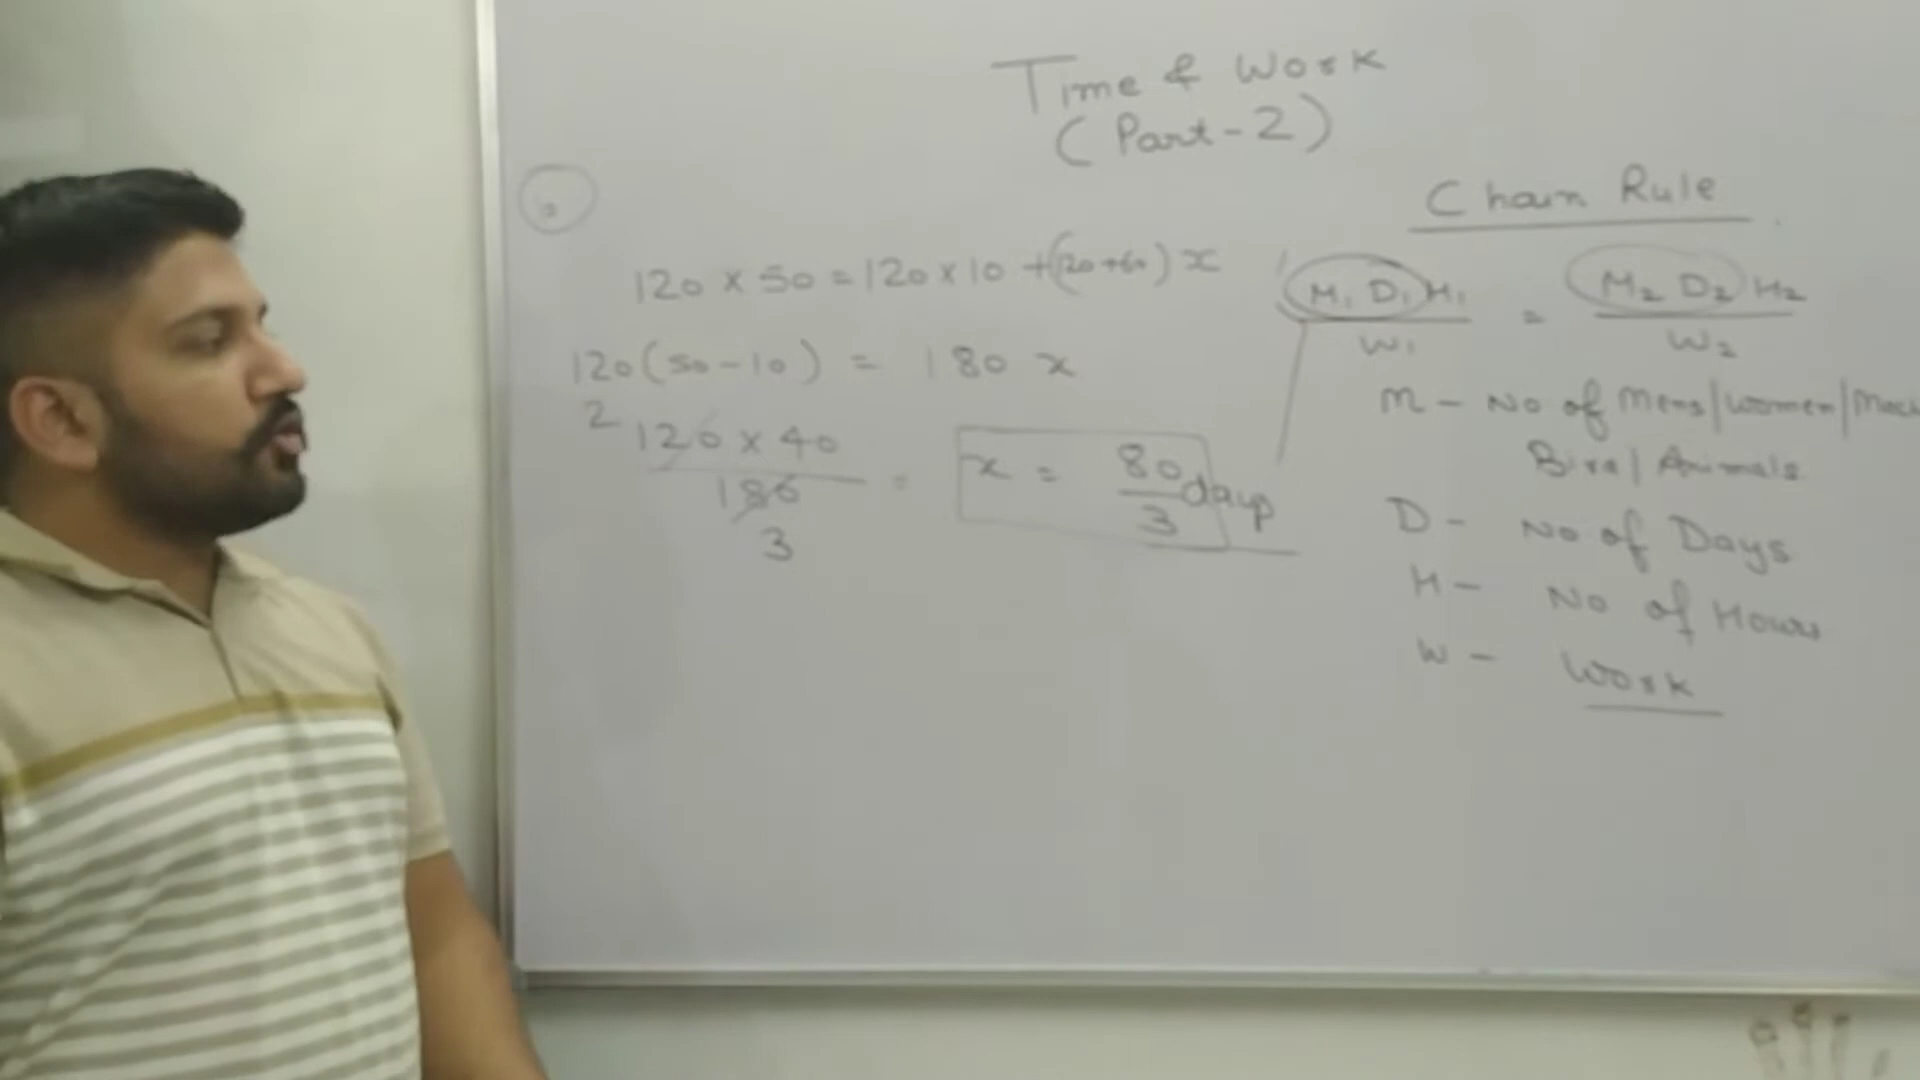 Time & Work
(Part-2)
120 x 50 = 120 x 10 + (120+60) x
120(50-10) = 180 x
2
120 x 40
180
3
=
x = 80/3 days
Chain Rule
M1 D1 H1 / W1 = M2 D2 H2 / W2
M - No of Mens/Women/Mac
Animals
D - No of Days
H - No of Hours
W - Work